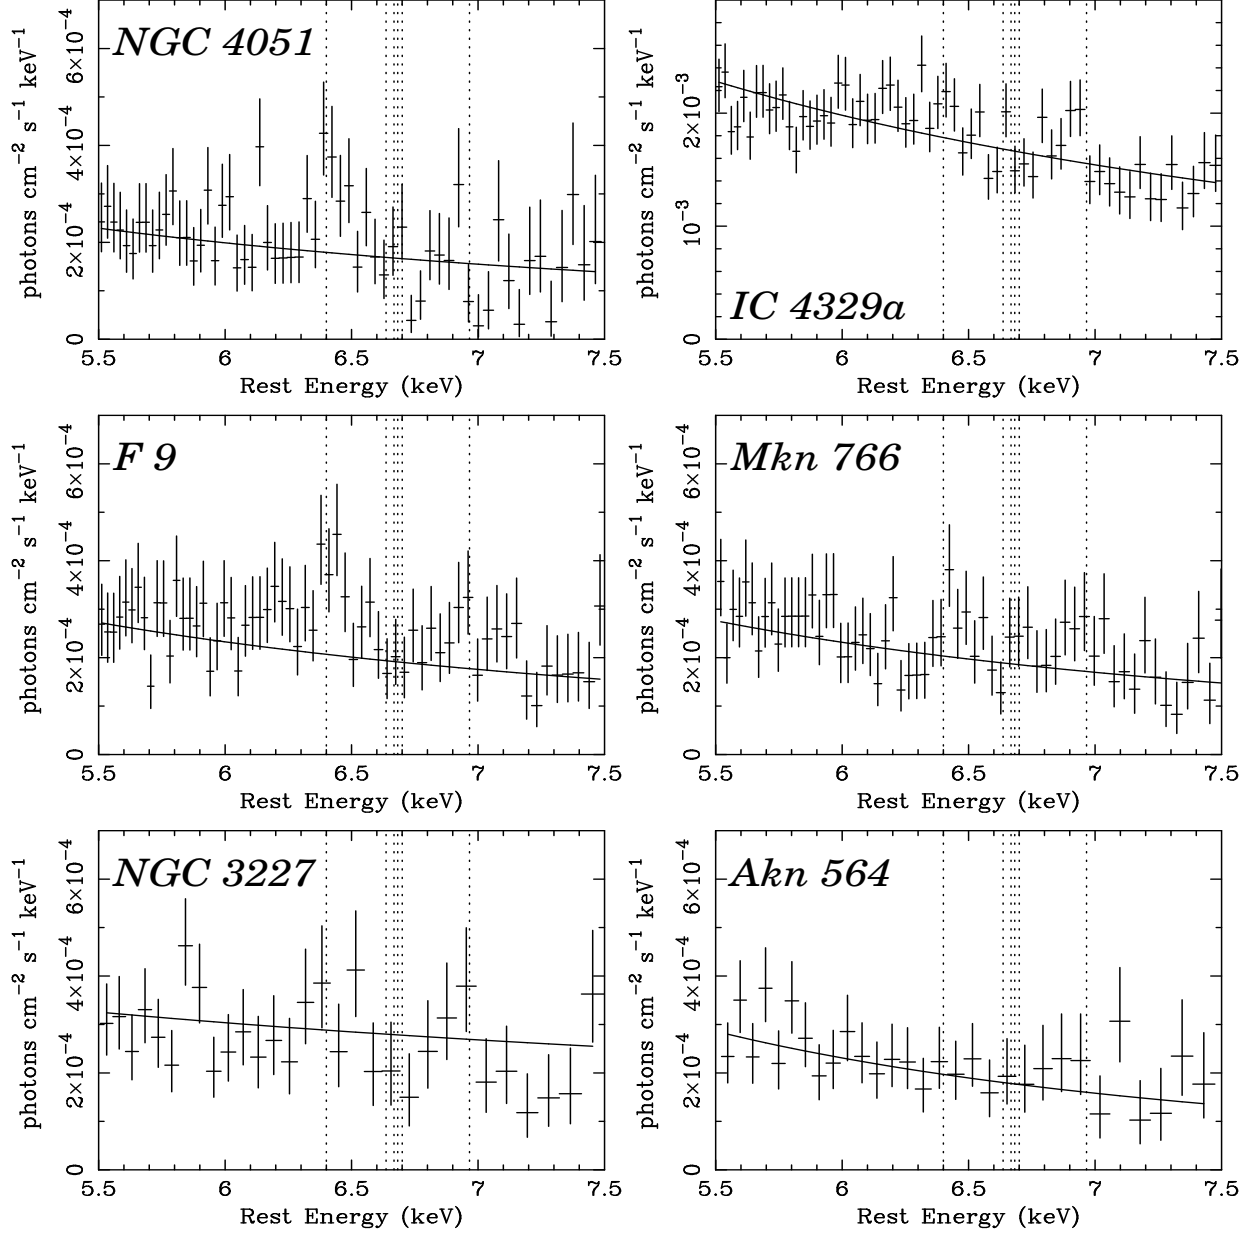 NGC 4051
photons cm⁻² s⁻¹ keV⁻¹
0 2×10⁻⁴ 4×10⁻⁴ 6×10⁻⁴
5.5 6 6.5 7 7.5
Rest Energy (keV)
IC 4329a
photons cm⁻² s⁻¹ keV⁻¹
0 10⁻³ 2×10⁻³
5.5 6 6.5 7 7.5
Rest Energy (keV)
F 9
photons cm⁻² s⁻¹ keV⁻¹
0 2×10⁻⁴ 4×10⁻⁴ 6×10⁻⁴
5.5 6 6.5 7 7.5
Rest Energy (keV)
Mkn 766
photons cm⁻² s⁻¹ keV⁻¹
0 2×10⁻⁴ 4×10⁻⁴ 6×10⁻⁴
5.5 6 6.5 7 7.5
Rest Energy (keV)
NGC 3227
photons cm⁻² s⁻¹ keV⁻¹
0 2×10⁻⁴ 4×10⁻⁴ 6×10⁻⁴
5.5 6 6.5 7 7.5
Rest Energy (keV)
Akn 564
photons cm⁻² s⁻¹ keV⁻¹
0 2×10⁻⁴ 4×10⁻⁴ 6×10⁻⁴
5.5 6 6.5 7 7.5
Rest Energy (keV)